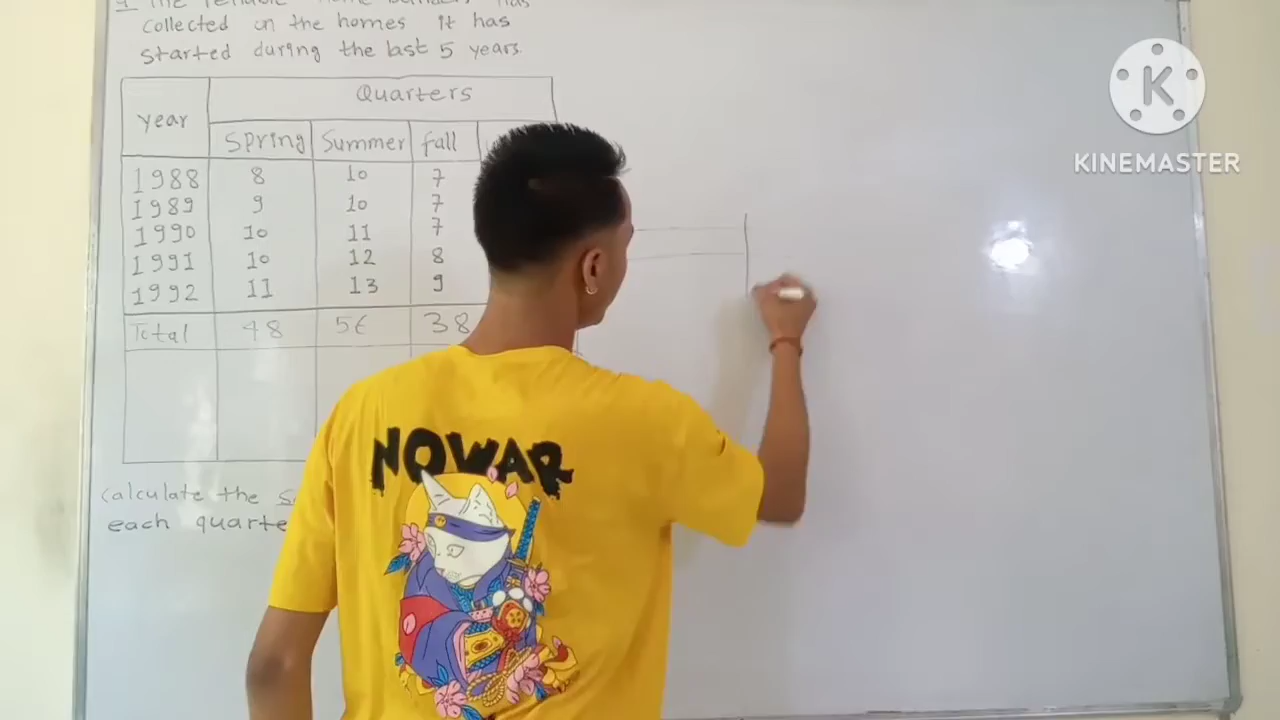 collected on the homes it has
started during the last 5 years.
year
Quarters
Spring Summer fall
1988 8 10 7
1989 9 10 7
1990 10 11 7
1991 10 12 8
1992 11 13 9
Total 48 56 38
calculate the
each quarte
NOWAR
K
KINEMASTER